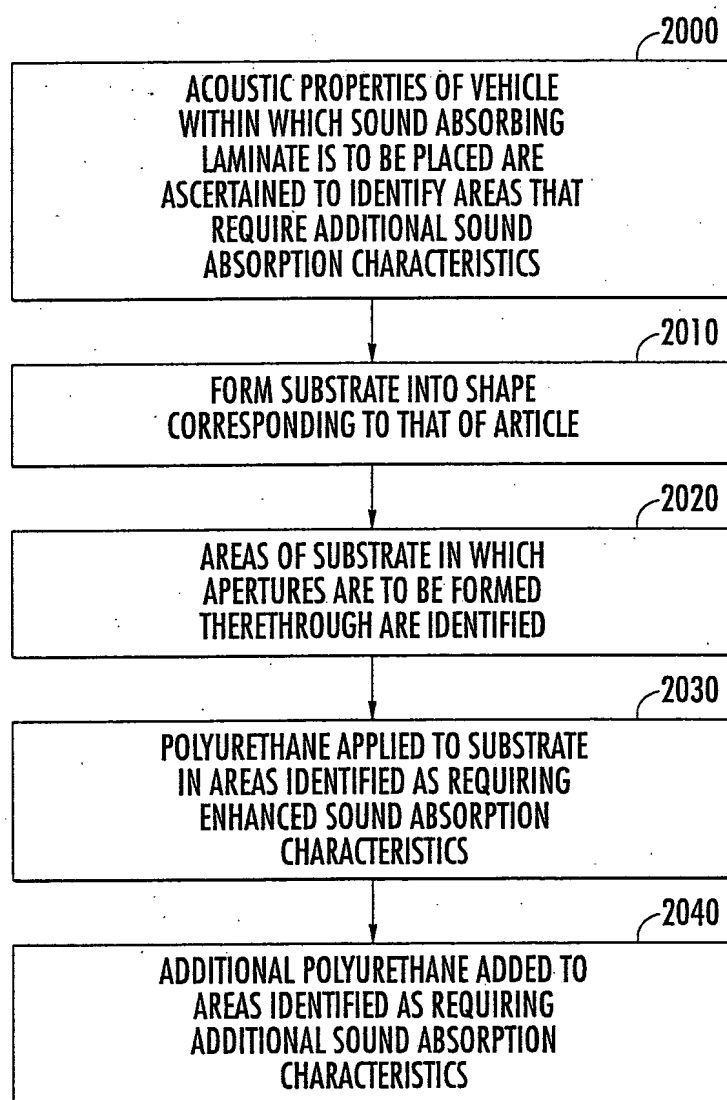 2000
ACOUSTIC PROPERTIES OF VEHICLE
WITHIN WHICH SOUND ABSORBING
LAMINATE IS TO BE PLACED ARE
ASCERTAINED TO IDENTIFY AREAS THAT
REQUIRE ADDITIONAL SOUND
ABSORPTION CHARACTERISTICS
2010
FORM SUBSTRATE INTO SHAPE
CORRESPONDING TO THAT OF ARTICLE
2020
AREAS OF SUBSTRATE IN WHICH
APERTURES ARE TO BE FORMED
THERETHROUGH ARE IDENTIFIED
2030
POLYURETHANE APPLIED TO SUBSTRATE
IN AREAS IDENTIFIED AS REQUIRING
ENHANCED SOUND ABSORPTION
CHARACTERISTICS
2040
ADDITIONAL POLYURETHANE ADDED TO
AREAS IDENTIFIED AS REQUIRING
ADDITIONAL SOUND ABSORPTION
CHARACTERISTICS